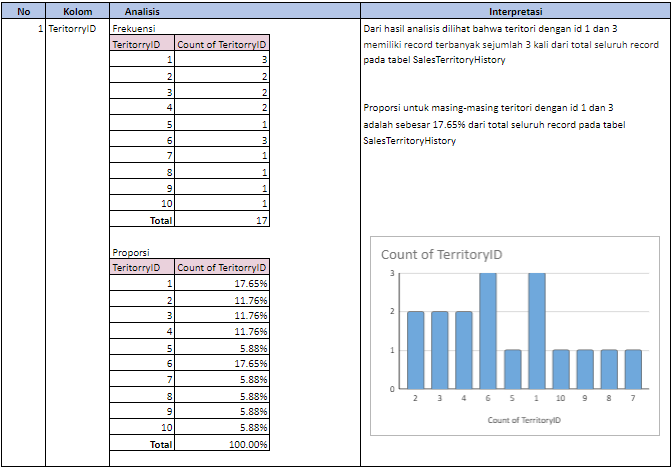 No Kolom Analisis Interpretasi
1 TeritorryID Frekuensi
TeritorryID Count of TeritorryID
1 3
2 2
3 2
4 2
5 1
6 3
7 1
8 1
9 1
10 1
Total 17
Proporsi
TeritorryID Count of TeritorryID
1 17.65%
2 11.76%
3 11.76%
4 11.76%
5 5.88%
6 17.65%
7 5.88%
8 5.88%
9 5.88%
10 5.88%
Total 100.00%
Dari hasil analisis dilihat bahwa teritori dengan id 1 dan 3
memiliki record terbanyak sejumlah 3 kali dari total seluruh record
pada tabel SalesTerritoryHistory
Proporsi untuk masing-masing teritori dengan id 1 dan 3
adalah sebesar 17.65% dari total seluruh record pada tabel
SalesTerritoryHistory
Count of TerritoryID
3
2
1
0
2 3 4 6 5 1 10 9 8 7
Count of TerritoryID